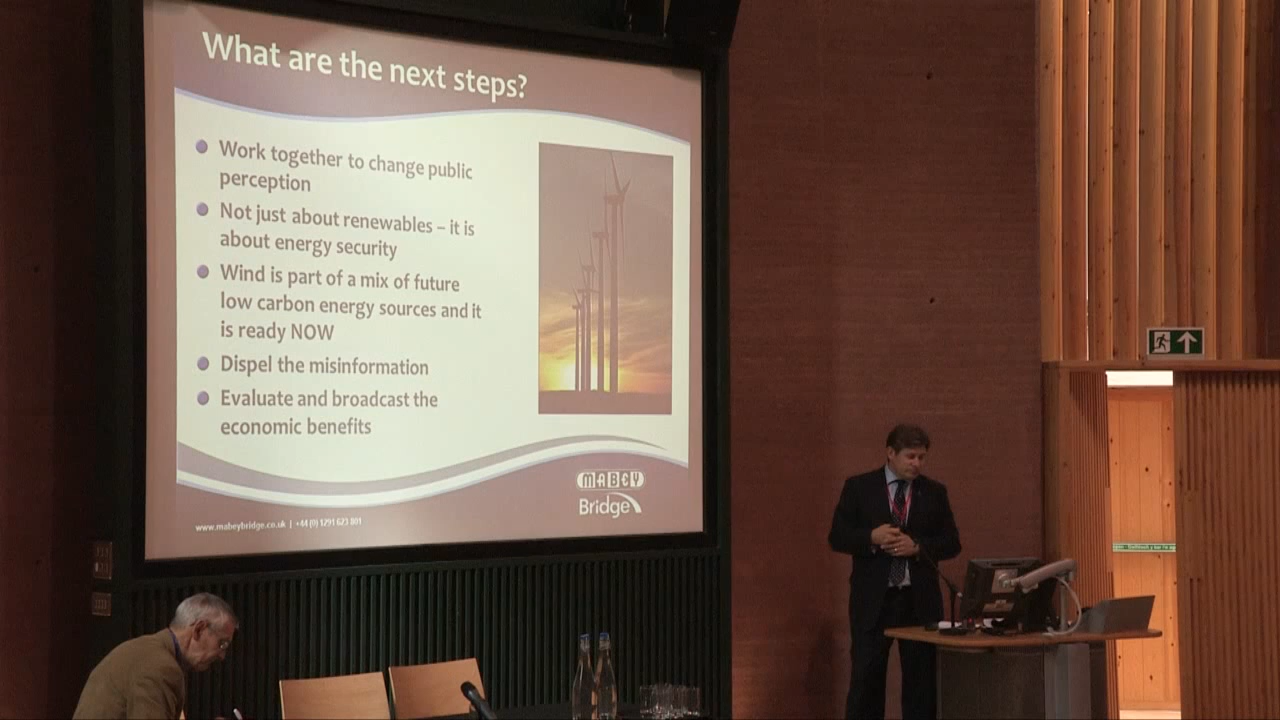 What are the next steps?
Work together to change public
perception
Not just about renewables – it is
about energy security
Wind is part of a mix of future
low carbon energy sources and it
is ready NOW
Dispel the misinformation
Evaluate and broadcast the
economic benefits
MABEY
Bridge
www.mabeybridge.co.uk | +44 (0) 1291 623 801